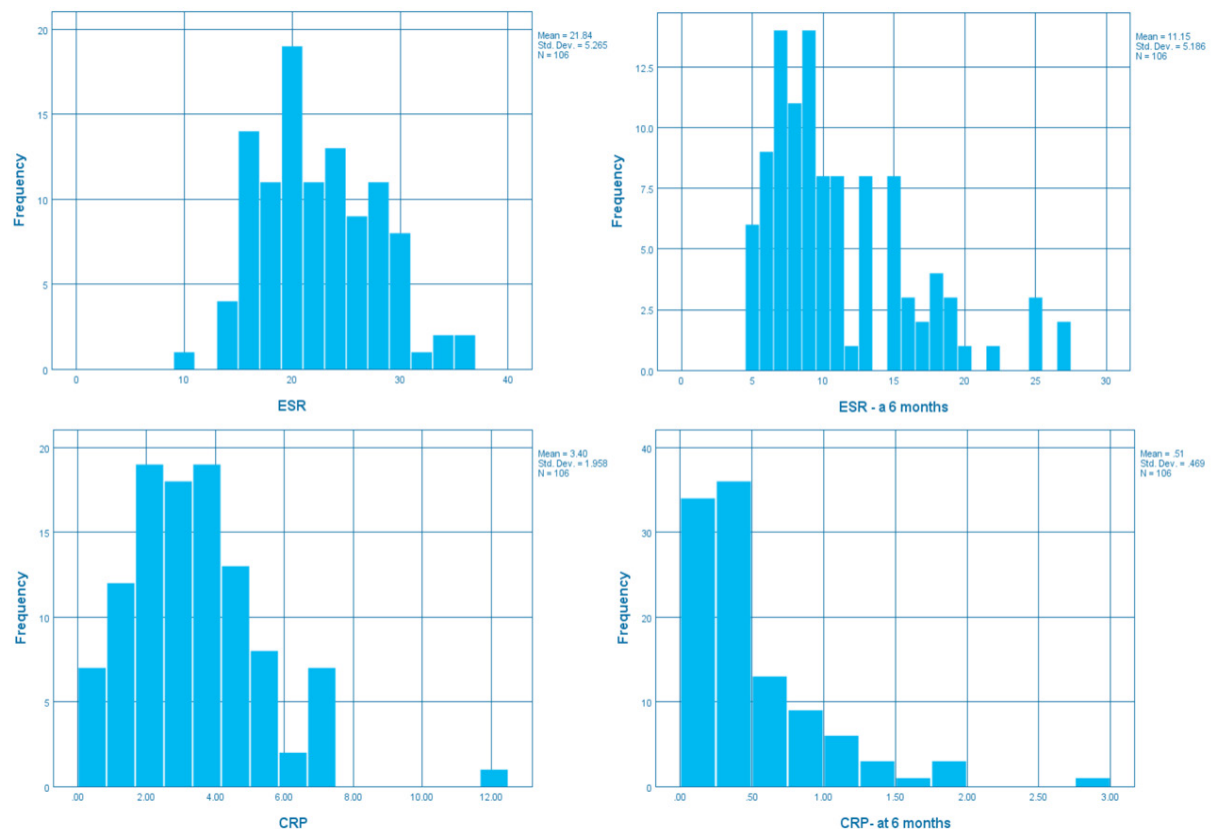 Mean = 21.84
Std. Dev. = 5.265
N = 106
20
15
10
5
0
Frequency
0 10 20 30 40
ESR
Mean = 11.15
Std. Dev. = 5.186
N = 106
12.5
10.0
7.5
5.0
2.5
0.0
Frequency
0 5 10 15 20 25 30
ESR - a 6 months
Mean = 3.40
Std. Dev. = 1.958
N = 106
20
15
10
5
0
Frequency
.00 2.00 4.00 6.00 8.00 10.00 12.00
CRP
Mean = .51
Std. Dev. = .469
N = 106
40
30
20
10
0
Frequency
.00 .50 1.00 1.50 2.00 2.50 3.00
CRP- at 6 months